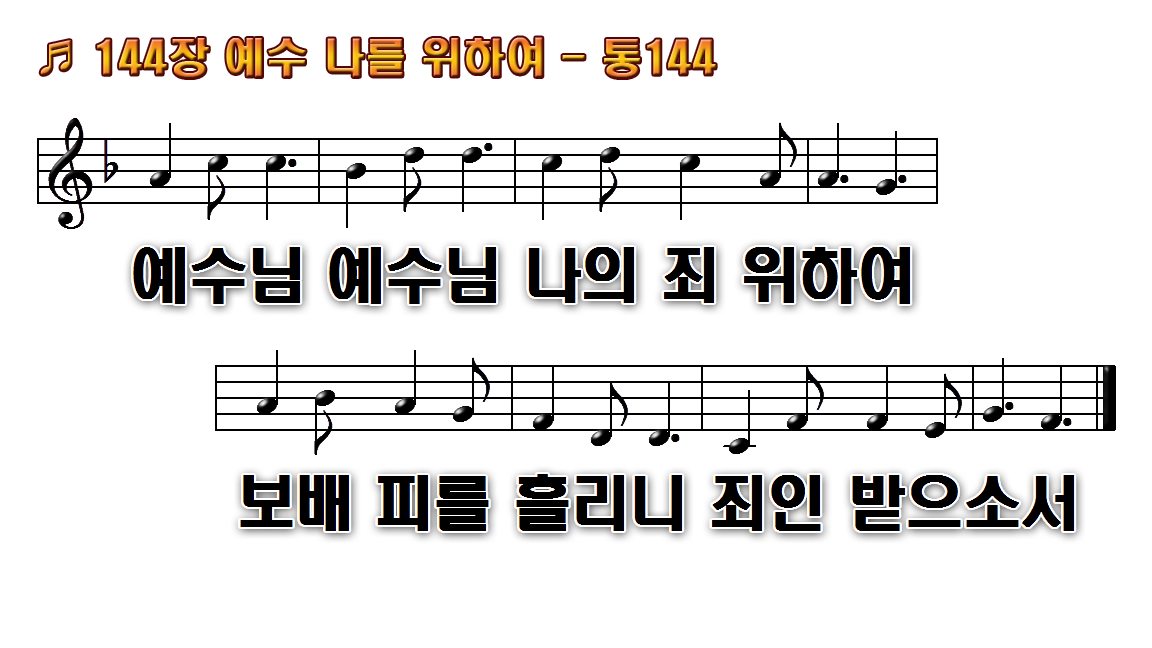 ♬ 144장 예수 나를 위하여 - 통144
예수님 예수님 나의 죄 위하여
보배 피를 흘리니 죄인 받으소서